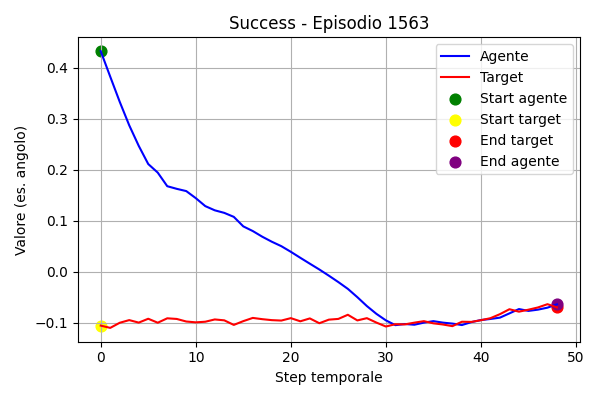 Success - Episodio 1563
Valore (es. angolo)
0.4
0.3
0.2
0.1
0.0
−0.1
0
10
20
30
40
50
Step temporale
Agente
Target
Start agente
Start target
End target
End agente